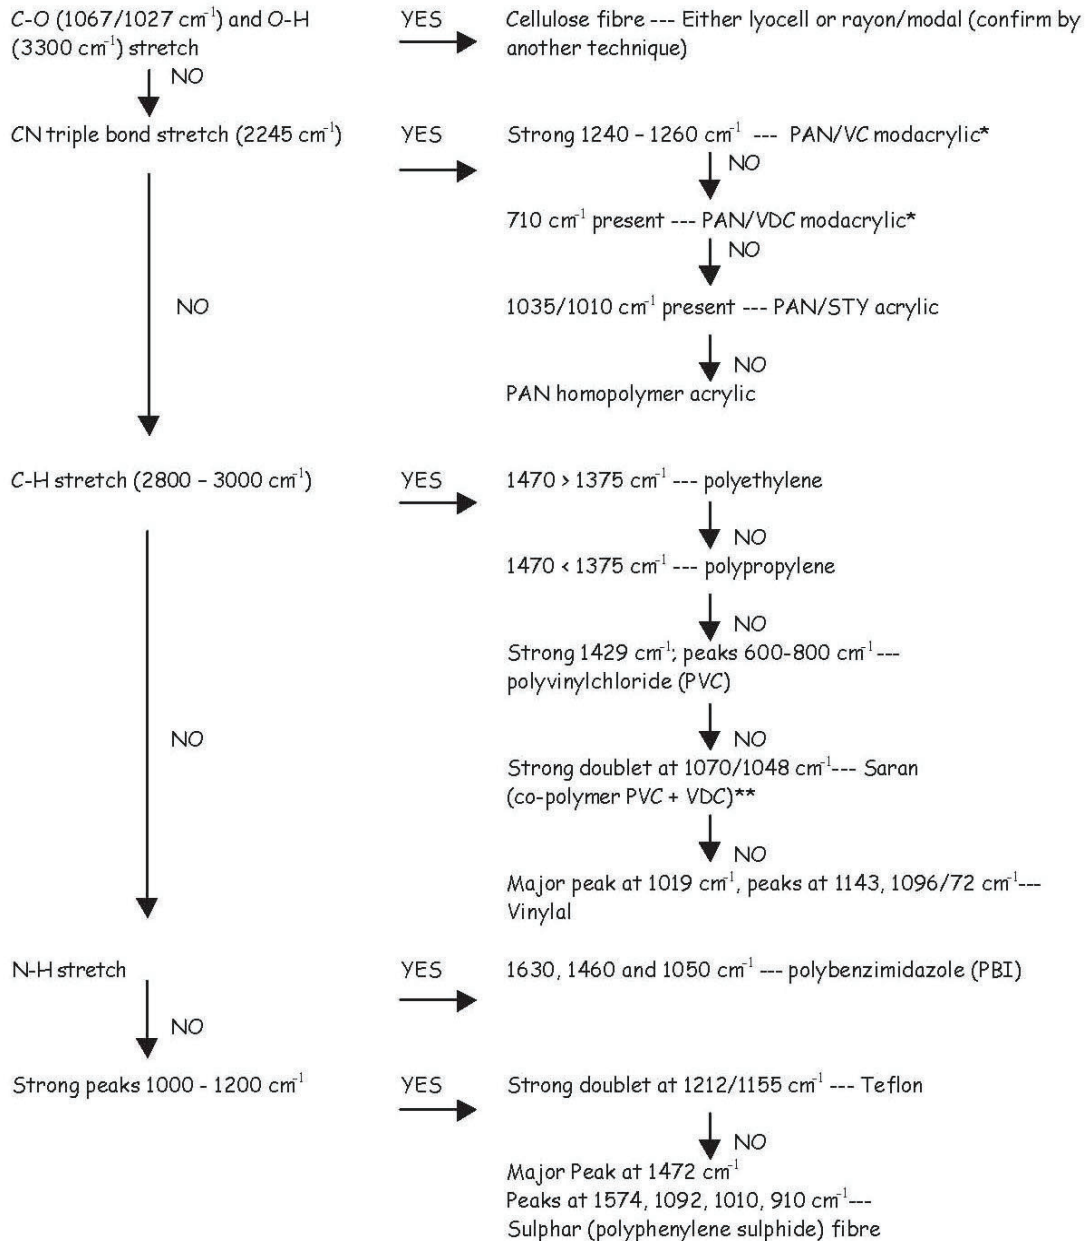 C-O (1067/1027 cm⁻¹) and O-H
(3300 cm⁻¹) stretch
YES
Cellulose fibre --- Either lyocell or rayon/modal (confirm by
another technique)
NO
CN triple bond stretch (2245 cm⁻¹)
YES
Strong 1240 – 1260 cm⁻¹ --- PAN/VC modacrylic*
NO
710 cm⁻¹ present --- PAN/VDC modacrylic*
NO
NO
1035/1010 cm⁻¹ present --- PAN/STY acrylic
NO
PAN homopolymer acrylic
C-H stretch (2800 – 3000 cm⁻¹)
YES
1470 > 1375 cm⁻¹ --- polyethylene
NO
1470 < 1375 cm⁻¹ --- polypropylene
NO
Strong 1429 cm⁻¹; peaks 600-800 cm⁻¹ ---
polyvinylchloride (PVC)
NO
NO
Strong doublet at 1070/1048 cm⁻¹--- Saran
(co-polymer PVC + VDC)**
NO
Major peak at 1019 cm⁻¹, peaks at 1143, 1096/72 cm⁻¹---
Vinylal
N-H stretch
YES
1630, 1460 and 1050 cm⁻¹ --- polybenzimidazole (PBI)
NO
Strong peaks 1000 - 1200 cm⁻¹
YES
Strong doublet at 1212/1155 cm⁻¹ --- Teflon
NO
Major Peak at 1472 cm⁻¹
Peaks at 1574, 1092, 1010, 910 cm⁻¹---
Sulphar (polyphenylene sulphide) fibre